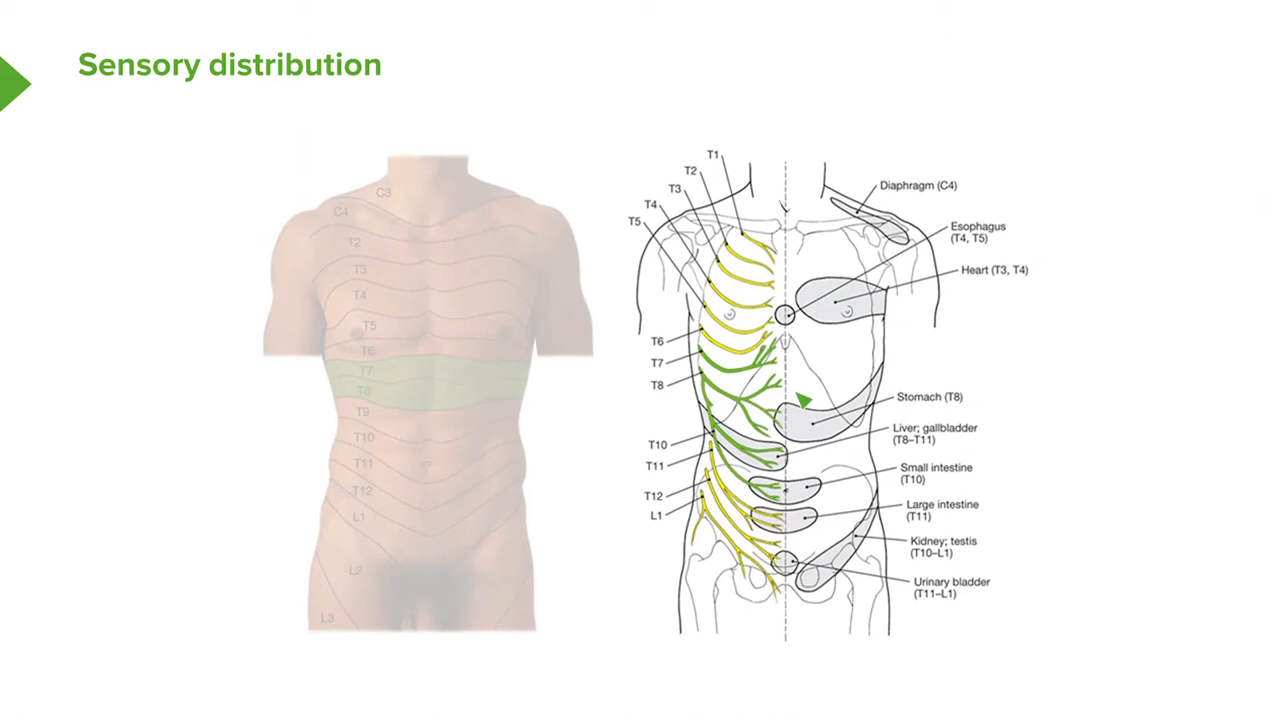 Sensory distribution
C3
C4
T2
T3
T4
T5
T6
T7
T8
T9
T10
T11
T12
L1
L2
L3
T1
T2
T3
T4
T5
T6
T7
T8
T10
T11
T12
L1
Diaphragm (C4)
Esophagus
(T4, T5)
Heart (T3, T4)
Stomach (T8)
Liver; gallbladder
(T8–T11)
Small intestine
(T10)
Large intestine
(T11)
Kidney; testis
(T10–L1)
Urinary bladder
(T11–L1)